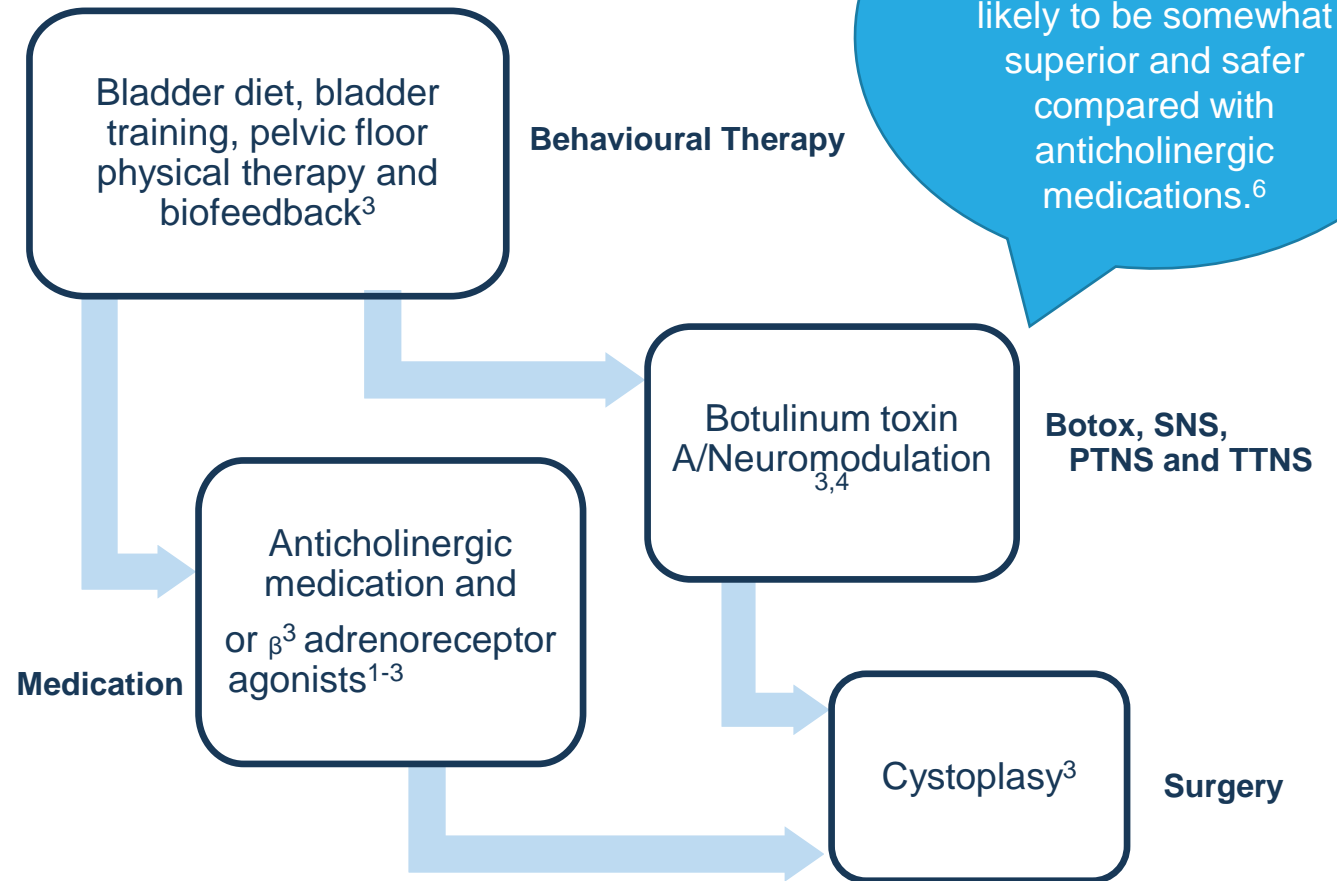 Bladder diet, bladder
training, pelvic floor
physical therapy and
biofeedback³
Behavioural Therapy
likely to be somewhat
superior and safer
compared with
anticholinergic
medications.⁶
Botulinum toxin
A/Neuromodulation
3,4
Botox, SNS,
PTNS and TTNS
Anticholinergic
medication and
or β³ adrenoreceptor
agonists¹⁻³
Medication
Cystoplasy³
Surgery